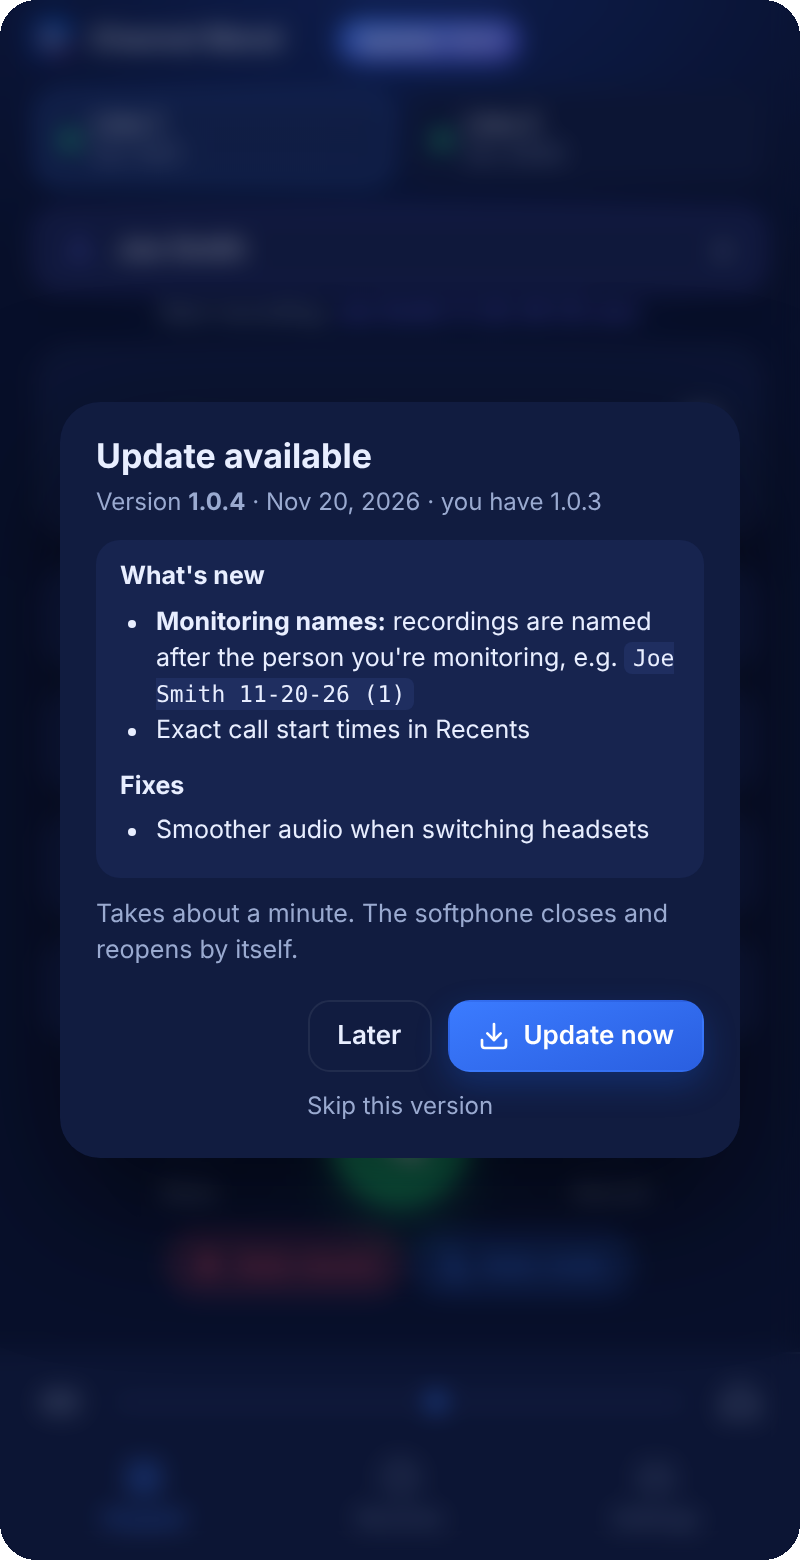 Update available
Version 1.0.4 · Nov 20, 2026 · you have 1.0.3
What's new
• Monitoring names: recordings are named
after the person you're monitoring, e.g. Joe
Smith 11-20-26 (1)
• Exact call start times in Recents
Fixes
• Smoother audio when switching headsets
Takes about a minute. The softphone closes and
reopens by itself.
Later
Update now
Skip this version